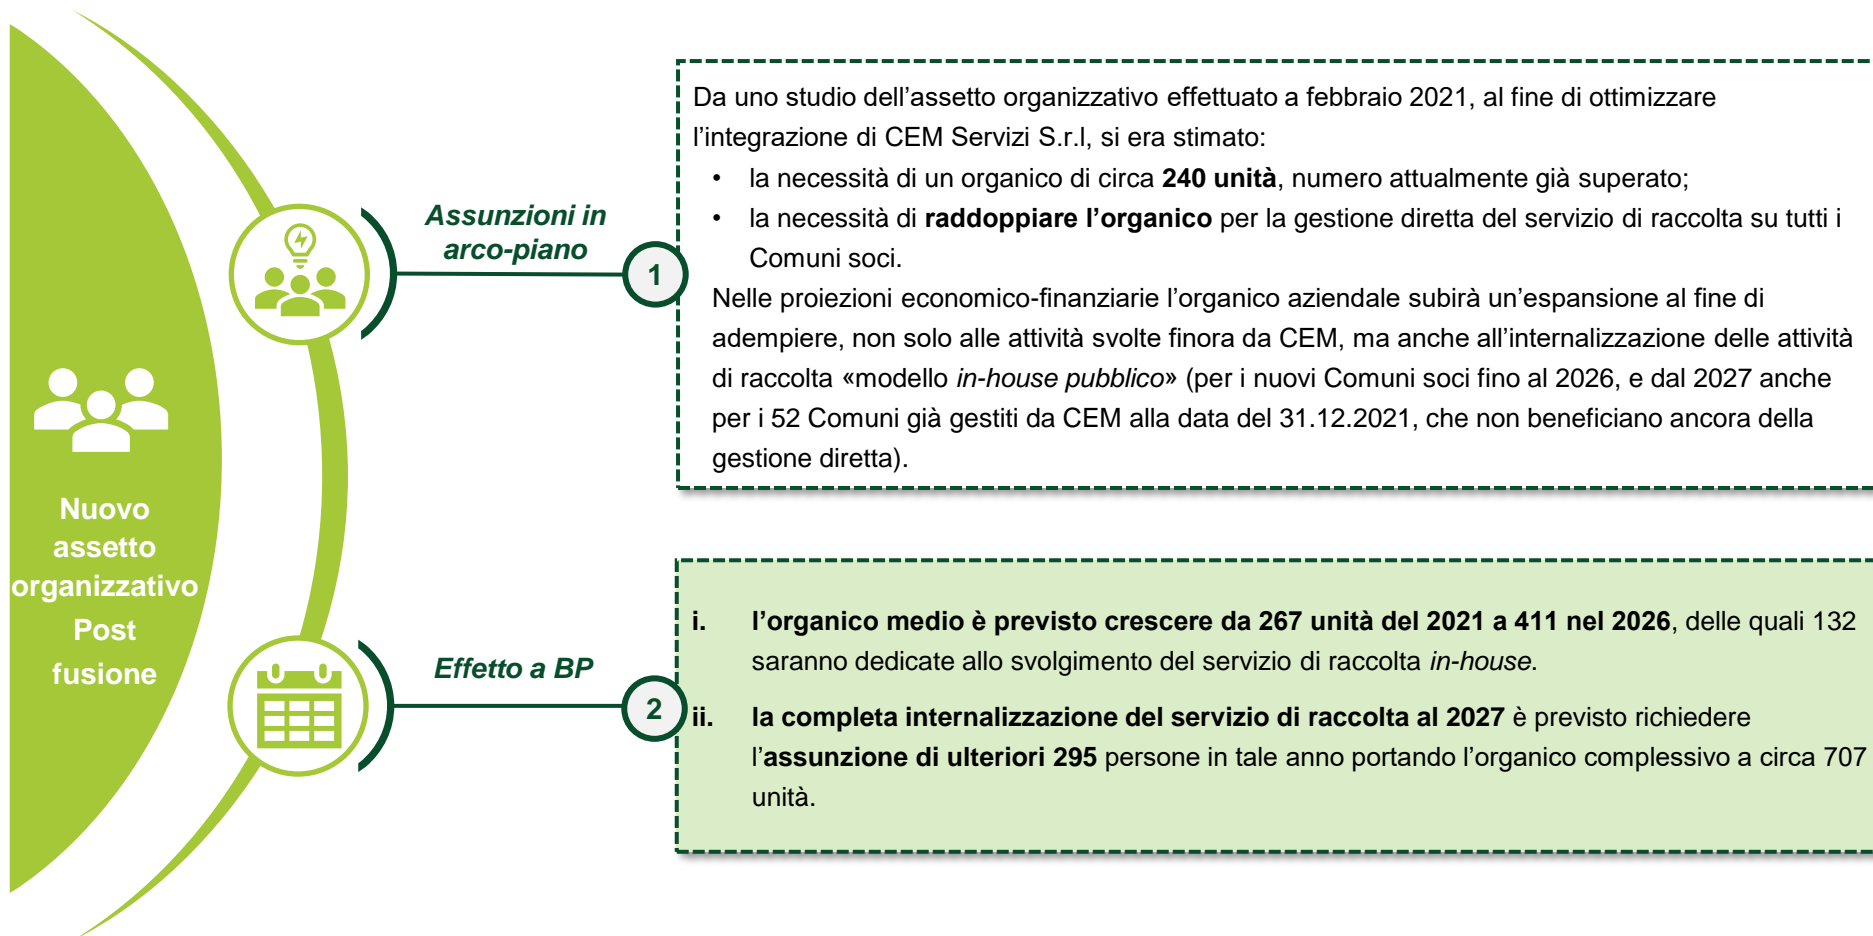 Nuovo
assetto
organizzativo
Post
fusione
Assunzioni in
arco-piano
1
Da uno studio dell’assetto organizzativo effettuato a febbraio 2021, al fine di ottimizzare
l’integrazione di CEM Servizi S.r.l, si era stimato:
• la necessità di un organico di circa 240 unità, numero attualmente già superato;
• la necessità di raddoppiare l’organico per la gestione diretta del servizio di raccolta su tutti i
Comuni soci.
Nelle proiezioni economico-finanziarie l’organico aziendale subirà un’espansione al fine di
adempiere, non solo alle attività svolte finora da CEM, ma anche all’internalizzazione delle attività
di raccolta «modello in-house pubblico» (per i nuovi Comuni soci fino al 2026, e dal 2027 anche
per i 52 Comuni già gestiti da CEM alla data del 31.12.2021, che non beneficiano ancora della
gestione diretta).
Effetto a BP
2
i. l’organico medio è previsto crescere da 267 unità del 2021 a 411 nel 2026, delle quali 132
saranno dedicate allo svolgimento del servizio di raccolta in-house.
ii. la completa internalizzazione del servizio di raccolta al 2027 è previsto richiedere
l’assunzione di ulteriori 295 persone in tale anno portando l’organico complessivo a circa 707
unità.